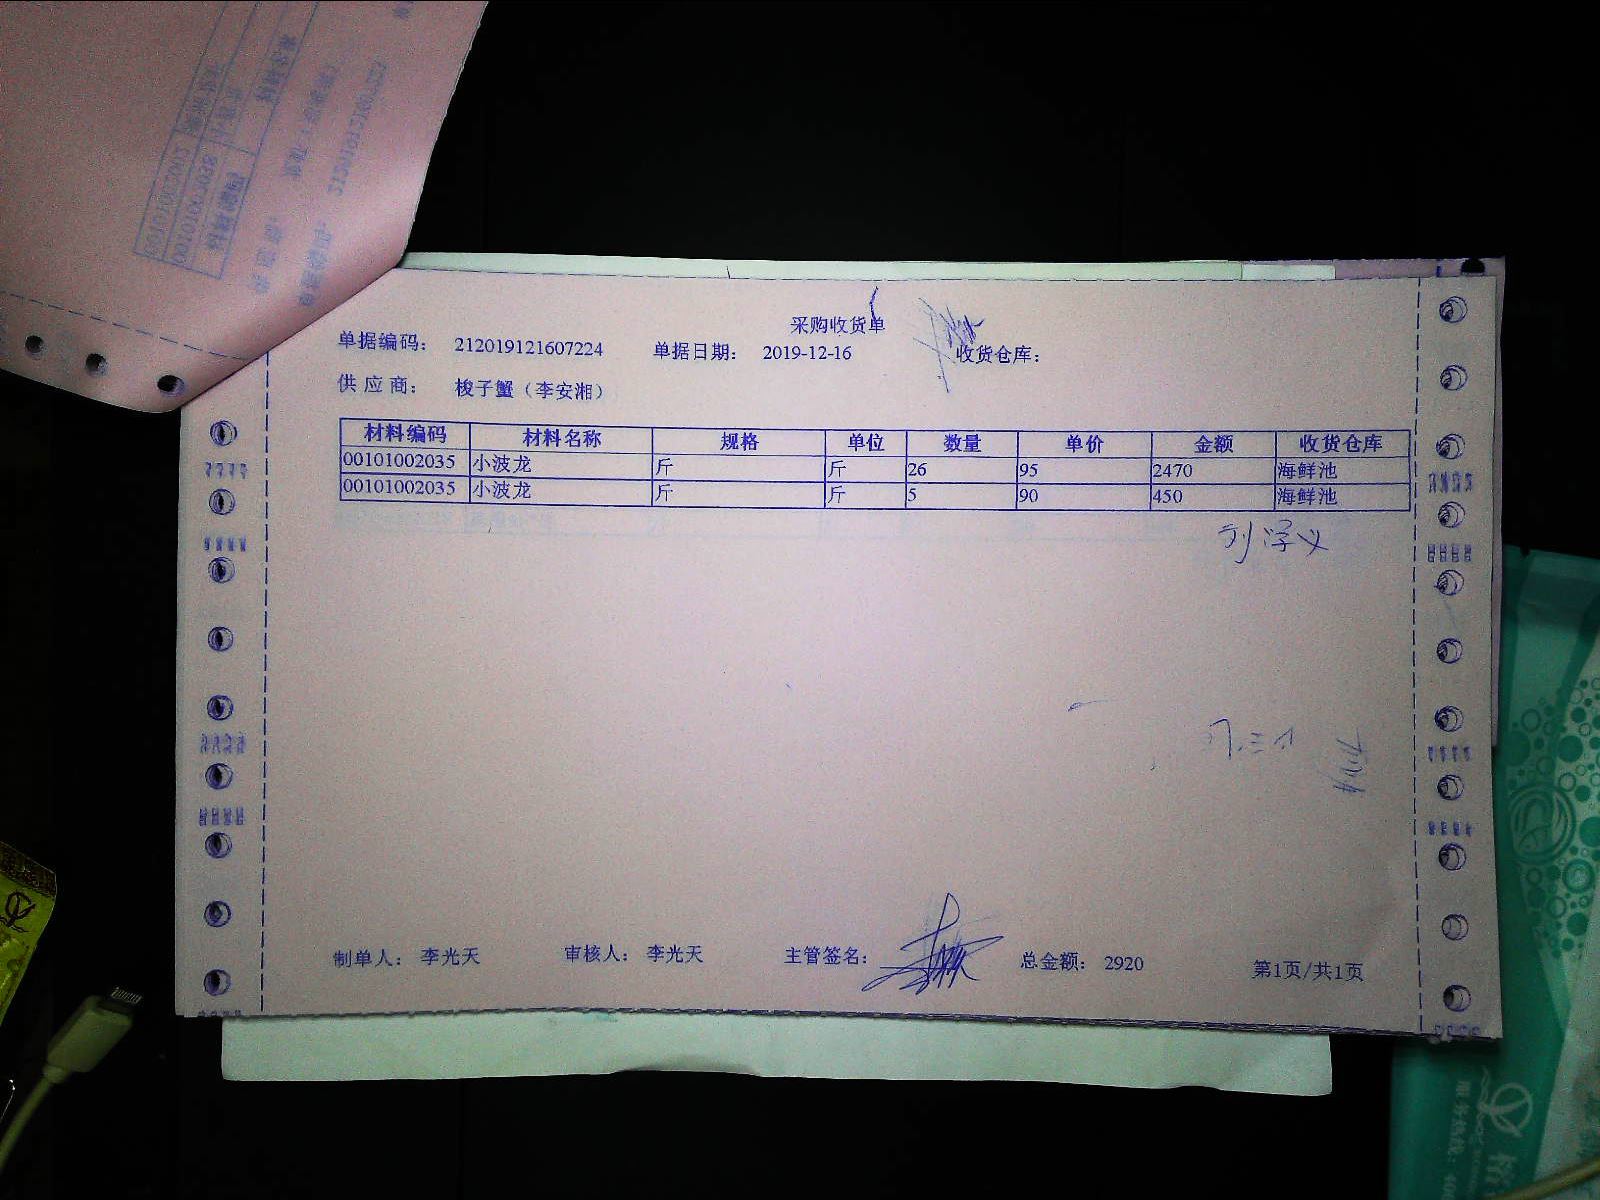 采购收货单
单据编码： 212019121607224 单据日期： 2019-12-16 收货仓库：
供应商： 梭子蟹（李安湘）
材料编码 材料名称 规格 单位 数量 单价 金额 收货仓库
00101002035 小波龙 斤 斤 26 95 2470 海鲜池
00101002035 小波龙 斤 斤 5 90 450 海鲜池
制单人： 李光天 审核人： 李光天 主管签名： 总金额： 2920 第1页/共1页
服务热线：40